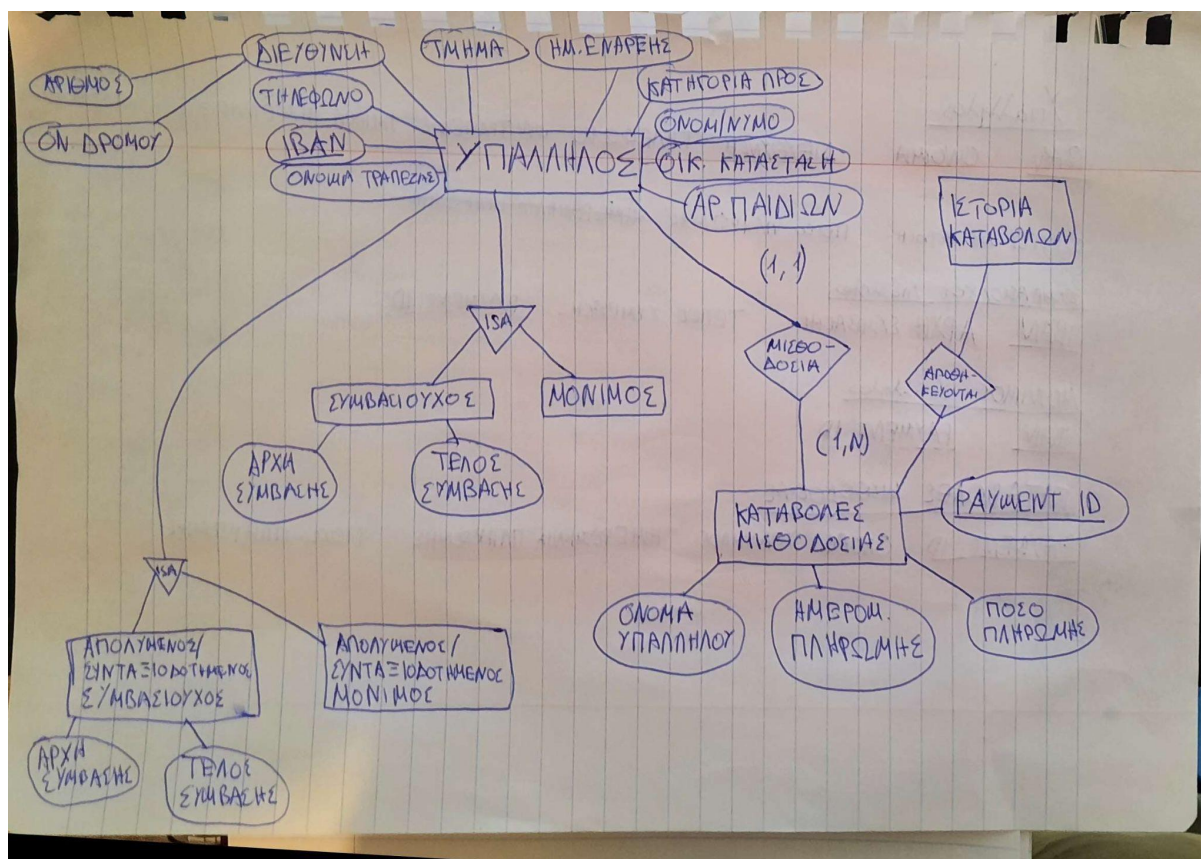 ΔΙΕΥΘΥΝΣΗ
ΤΜΗΜΑ
ΗΜ. ΕΝΑΡΞΗΣ
ΑΡΙΘΜΟΣ
ΤΗΛΕΦΩΝΟ
ΚΑΤΗΓΟΡΙΑ ΠΡΟΣ
ΟΝ. ΔΡΟΜΟΥ
IBAN
ΥΠΑΛΛΗΛΟΣ
ΟΝΟΜ/ΝΥΜΟ
ΟΝΟΜΑ ΤΡΑΠΕΖΑΣ
ΟΙΚ. ΚΑΤΑΣΤΑΣΗ
ΑΡ. ΠΑΙΔΙΩΝ
ΙΣΤΟΡΙΑ
ΚΑΤΑΒΟΛΩΝ
(1,1)
ISA
ΜΙΣΘΟ-
ΔΟΣΙΑ
ΑΠΟΘΗ-
ΚΕΥΟΝΤΑΙ
ΣΥΜΒΑΣΙΟΥΧΟΣ
ΜΟΝΙΜΟΣ
(1,N)
ΑΡΧΗ
ΣΥΜΒΑΣΗΣ
ΤΕΛΟΣ
ΣΥΜΒΑΣΗΣ
ΚΑΤΑΒΟΛΕΣ
ΜΙΣΘΟΔΟΣΙΑΣ
PAYMENT ID
ISA
ΟΝΟΜΑ
ΥΠΑΛΛΗΛΟΥ
ΗΜΕΡΟΜ.
ΠΛΗΡΩΜΗΣ
ΠΟΣΟ
ΠΛΗΡΩΜΗΣ
ΑΠΟΛΥΜΕΝΟΣ/
ΣΥΝΤΑΞΙΟΔΟΤΗΜΕΝΟΣ
ΣΥΜΒΑΣΙΟΥΧΟΣ
ΑΠΟΛΥΜΕΝΟΣ/
ΣΥΝΤΑΞΙΟΔΟΤΗΜΕΝΟΣ
ΜΟΝΙΜΟΣ
ΑΡΧΗ
ΣΥΜΒΑΣΗΣ
ΤΕΛΟΣ
ΣΥΜΒΑΣΗΣ